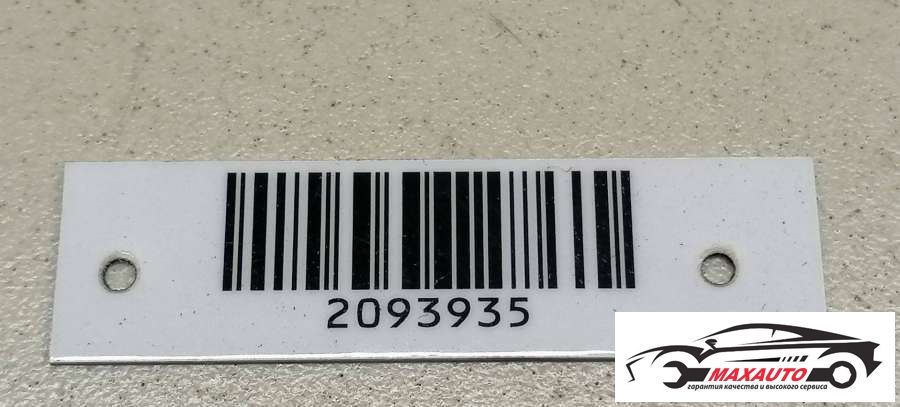 2093935
MAXAUTO
гарантия качества и высокого сервиса